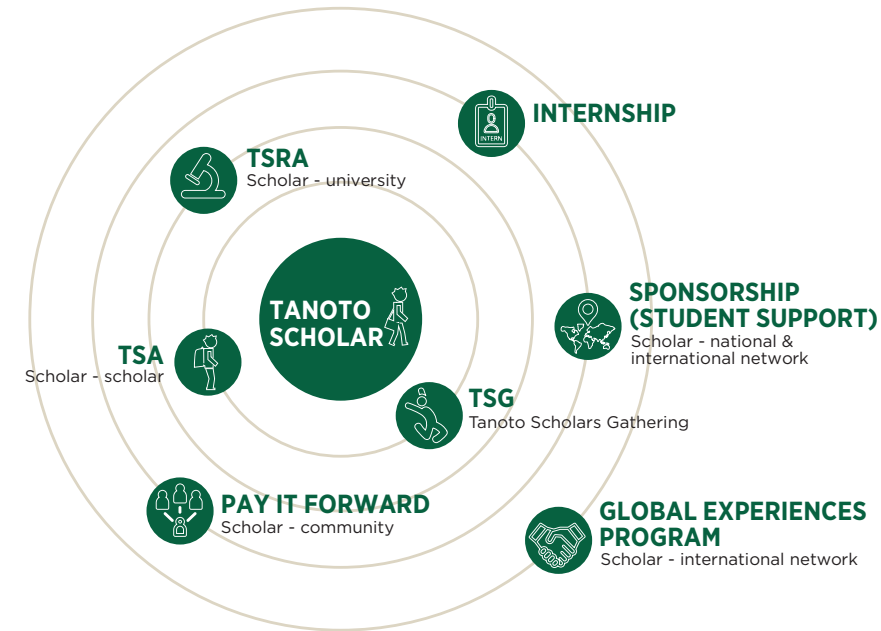 INTERNSHIP
INTERN
TSRA
Scholar - university
TANOTO
SCHOLAR
SPONSORSHIP
(STUDENT SUPPORT)
Scholar - national &
international network
TSA
Scholar - scholar
TSG
Tanoto Scholars Gathering
PAY IT FORWARD
Scholar - community
GLOBAL EXPERIENCES
PROGRAM
Scholar - international network